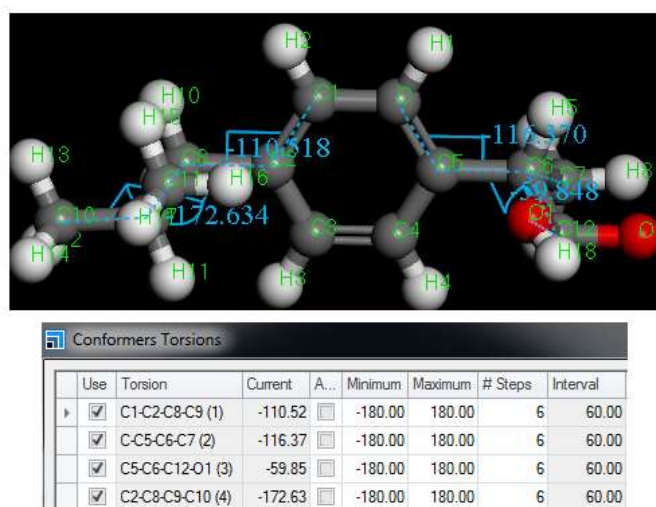 H2
H1
H10
H15
H5
H13
-110.518
-116.370
H16
H8
C10
-59.848
-172.634
O1
O
H14
C3
C4
H18
H11
H3
H4
Conformers Torsions
Use Torsion Current A... Minimum Maximum # Steps Interval
C1-C2-C8-C9 (1) -110.52 -180.00 180.00 6 60.00
C-C5-C6-C7 (2) -116.37 -180.00 180.00 6 60.00
C5-C6-C12-O1 (3) -59.85 -180.00 180.00 6 60.00
C2-C8-C9-C10 (4) -172.63 -180.00 180.00 6 60.00